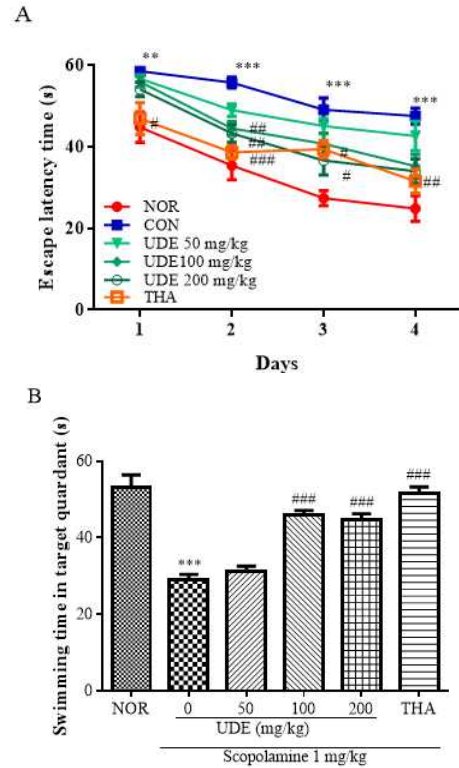 A
Escape latency time (s)
60
40
20
0
**
***
***
***
#
##
##
###
#
#
##
NOR
CON
UDE 50 mg/kg
UDE100 mg/kg
UDE 200 mg/kg
THA
1 2 3 4
Days
B
Swimming time in target quardant (s)
60
40
20
0
***
###
###
###
NOR 0 50 100 200 THA
UDE (mg/kg)
Scopolamine 1 mg/kg